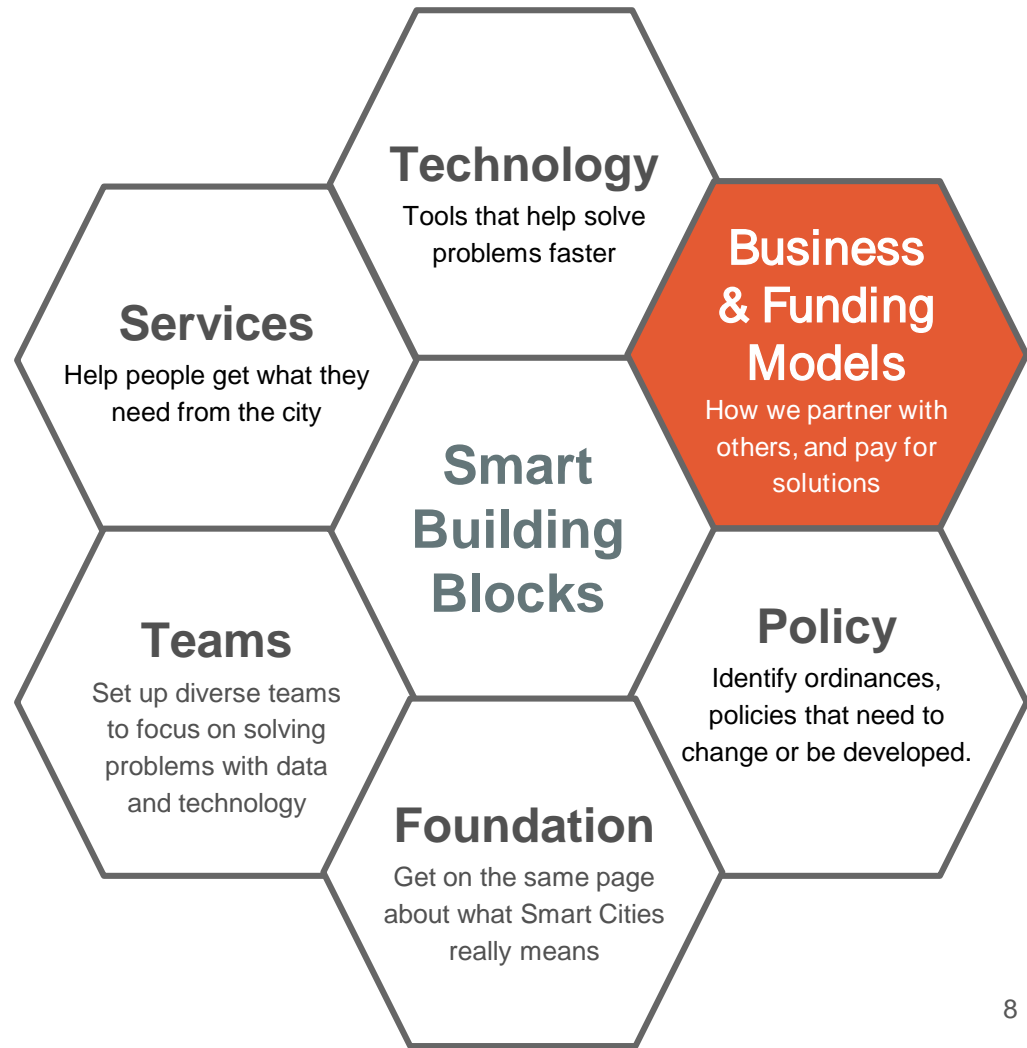 Technology
Tools that help solve
problems faster
Business
& Funding
Models
How we partner with
others, and pay for
solutions
Services
Help people get what they
need from the city
Smart
Building
Blocks
Policy
Identify ordinances,
policies that need to
change or be developed.
Teams
Set up diverse teams
to focus on solving
problems with data
and technology
Foundation
Get on the same page
about what Smart Cities
really means
8